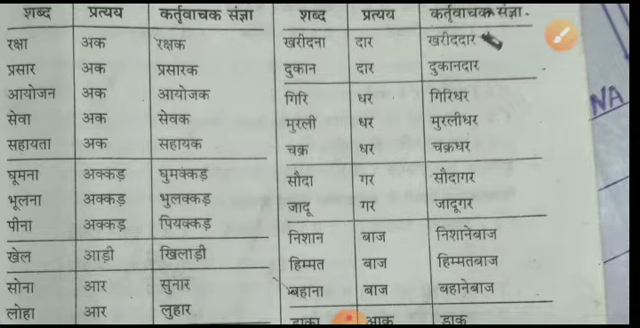 शब्द प्रत्यय कर्तृवाचक संज्ञा
रक्षा अक रक्षक
प्रसार अक प्रसारक
आयोजन अक आयोजक
सेवा अक सेवक
सहायता अक सहायक
घूमना अक्कड़ घुमक्कड़
भूलना अक्कड़ भुलक्कड़
पीना अक्कड़ पियक्कड़
खेल आड़ी खिलाड़ी
सोना आर सुनार
लोहा आर लुहार
शब्द प्रत्यय कर्तृवाचक संज्ञा.
खरीदना दार खरीददार
दुकान दार दुकानदार
गिरि धर गिरिधर
मुरली धर मुरलीधर
चक्र धर चक्रधर
सौदा गर सौदागर
जादू गर जादूगर
निशान बाज निशानेबाज
हिम्मत बाज हिम्मतबाज
बहाना बाज बहानेबाज
डाका आक डाकू
NA